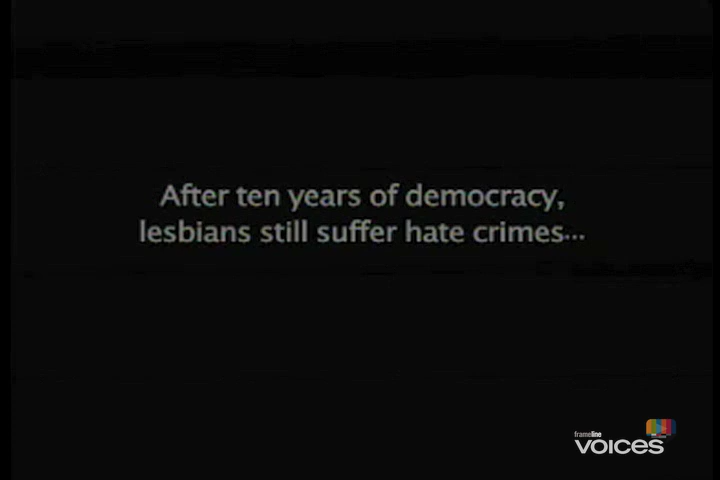 After ten years of democracy,
lesbians still suffer hate crimes...
frameline
VOICES